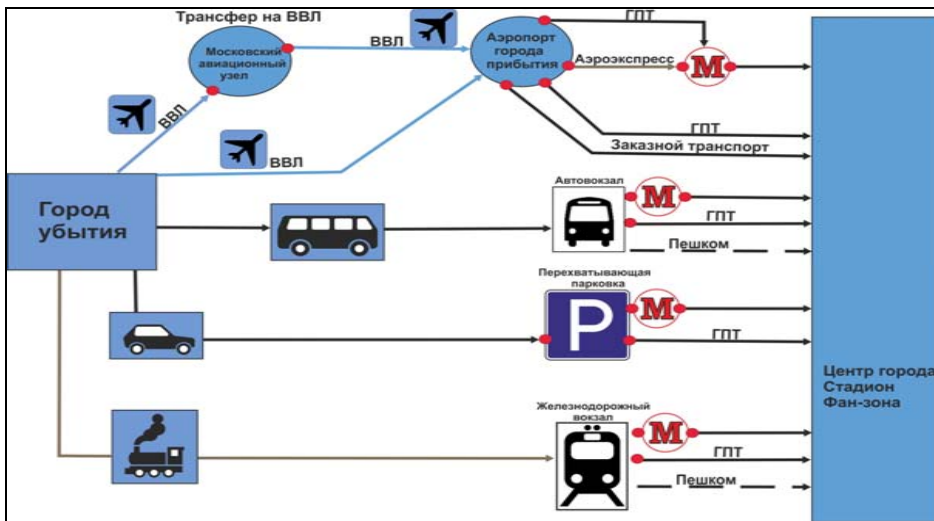 Трансфер на ВВЛ
ГПТ
Московский
авиационный
узел
ВВЛ
Аэропорт
города
прибытия
Аэроэкспресс
М
ВВЛ
ВВЛ
ГПТ
Заказной транспорт
Город
убытия
Автовокзал
М
ГПТ
Пешком
Перехватывающая
парковка
М
P
ГПТ
Центр города
Стадион
Фан-зона
Железнодорожный
вокзал
М
ГПТ
Пешком